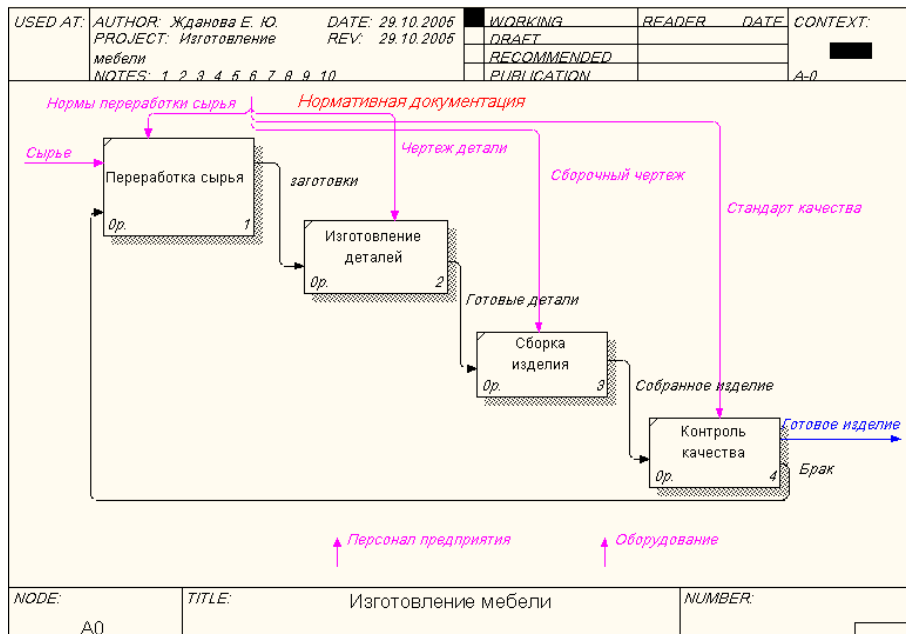 USED AT:
AUTHOR: Жданова Е. Ю.
DATE: 29.10.2005
PROJECT: Изготовление
мебели
REV: 29.10.2005
NOTES: 1 2 3 4 5 6 7 8 9 10
WORKING
DRAFT
RECOMMENDED
PUBLICATION
READER
DATE
CONTEXT:
A-0
Нормы переработки сырья
Нормативная документация
Сырье
Переработка сырья
0р.
1
заготовки
Чертеж детали
Сборочный чертеж
Стандарт качества
Изготовление
деталей
0р.
2
Готовые детали
Сборка
изделия
0р.
3
Собранное изделие
Контроль
качества
0р.
4
Готовое изделие
Брак
Персонал предприятия
Оборудование
NODE:
A0
TITLE:
Изготовление мебели
NUMBER: